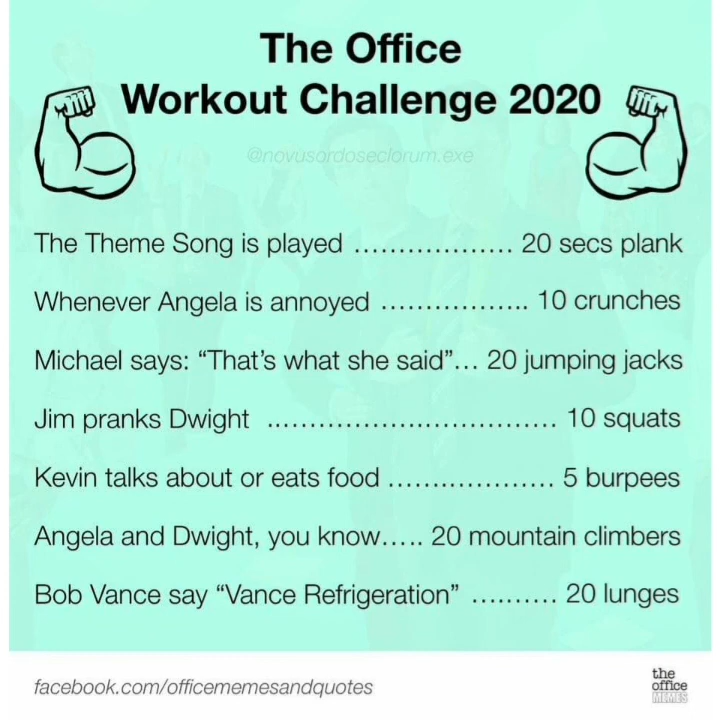 The Office
Workout Challenge 2020
@novusordoseclorum.exe
The Theme Song is played .................. 20 secs plank
Whenever Angela is annoyed ................. 10 crunches
Michael says: “That’s what she said”... 20 jumping jacks
Jim pranks Dwight .................................. 10 squats
Kevin talks about or eats food ................... 5 burpees
Angela and Dwight, you know..... 20 mountain climbers
Bob Vance say “Vance Refrigeration” .......... 20 lunges
facebook.com/officememesandquotes
the
office
MEMES